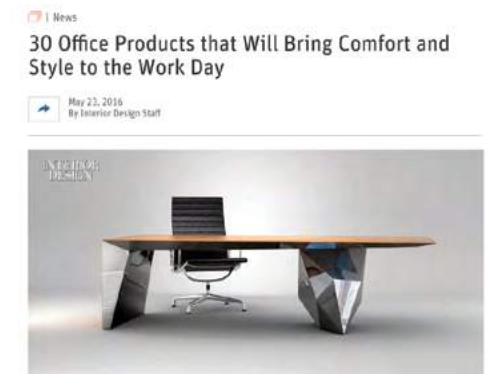 | News
30 Office Products that Will Bring Comfort and
Style to the Work Day
May 23, 2016
By Interior Design Staff
INTERIOR
DESIGN